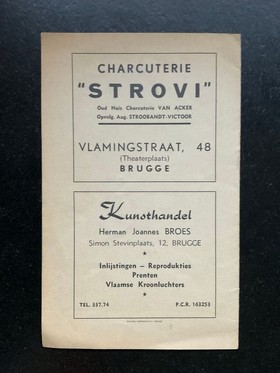 CHARCUTERIE
"STROVI"
Oud Huis Charcuterie VAN ACKER
Opvolg. Aug. STROOBANDT-VICTOOR
VLAMINGSTRAAT, 48
(Theaterplaats)
BRUGGE
Kunsthandel
Herman Joannes BROES
Simon Stevinplaats, 12, BRUGGE
Inlijstingen - Reprodukties
Prenten
Vlaamse Kroonluchters
TEL. 337.74 P.C.R. 163253